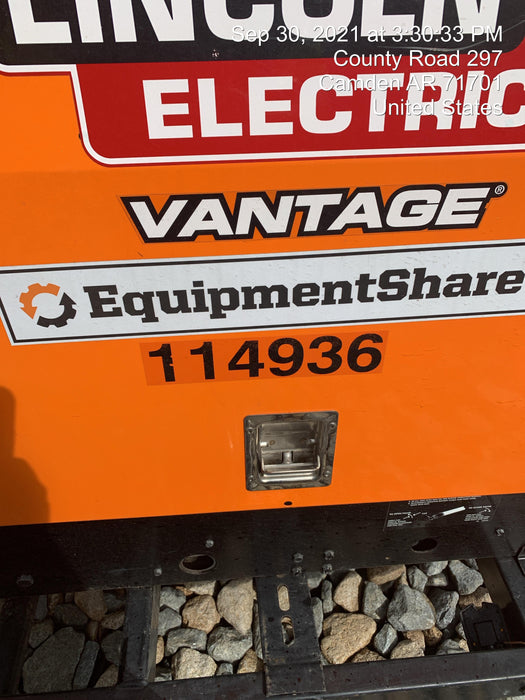 LINCOLN
Sep 30, 2021 at 3:30:33 PM
County Road 297
Camden AR 71701
United States
ELECTRIC
VANTAGE®
EquipmentShare
114936